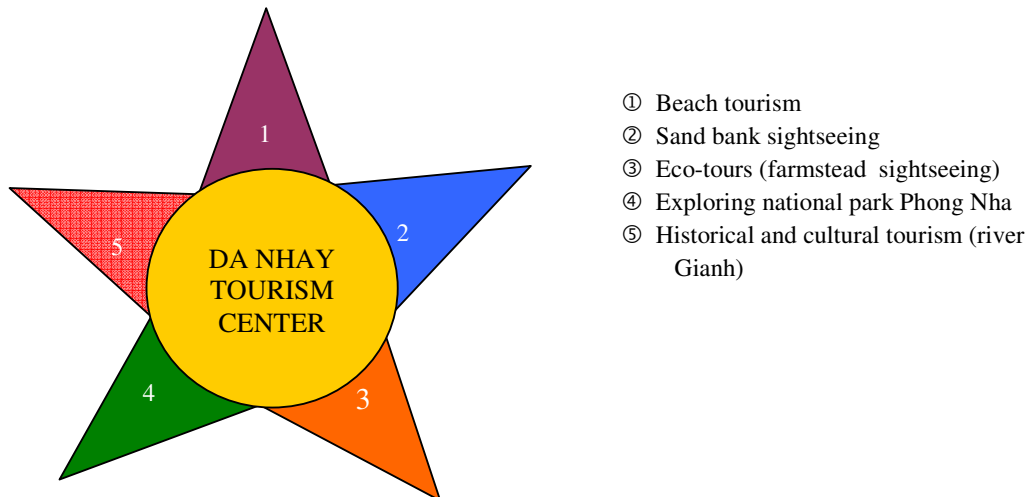 1
2
3
4
5
DA NHAY
TOURISM
CENTER
① Beach tourism
② Sand bank sightseeing
③ Eco-tours (farmstead sightseeing)
④ Exploring national park Phong Nha
⑤ Historical and cultural tourism (river
Gianh)